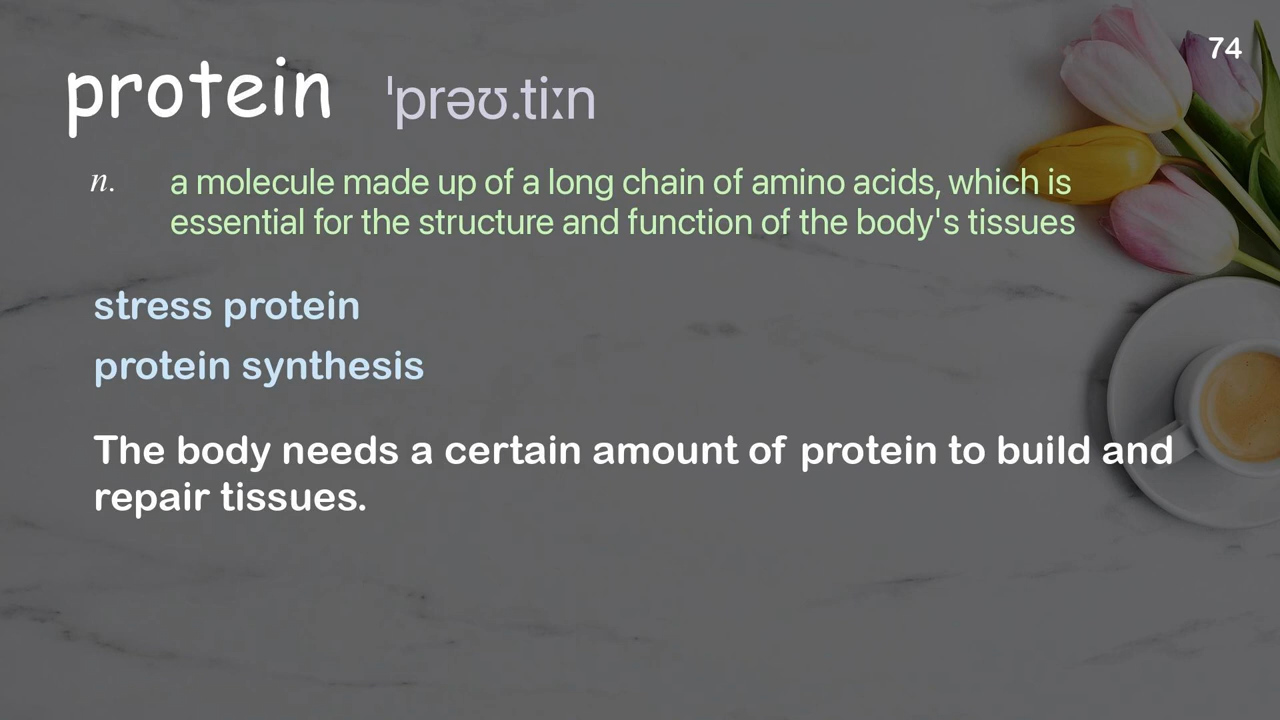 74
protein ˈprəʊ.tiːn
n. a molecule made up of a long chain of amino acids, which is
essential for the structure and function of the body's tissues
stress protein
protein synthesis
The body needs a certain amount of protein to build and
repair tissues.